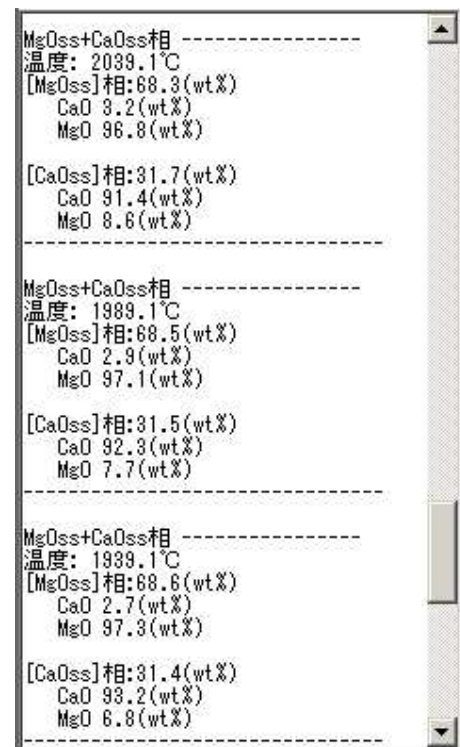 MgOss+CaOss相 ----------------
温度: 2039.1℃
[MgOss]相:68.3(wt%)
CaO 3.2(wt%)
MgO 96.8(wt%)
[CaOss]相:31.7(wt%)
CaO 91.4(wt%)
MgO 8.6(wt%)
--------------------------------
MgOss+CaOss相 ----------------
温度: 1989.1℃
[MgOss]相:68.5(wt%)
CaO 2.9(wt%)
MgO 97.1(wt%)
[CaOss]相:31.5(wt%)
CaO 92.3(wt%)
MgO 7.7(wt%)
--------------------------------
MgOss+CaOss相 ----------------
温度: 1939.1℃
[MgOss]相:68.6(wt%)
CaO 2.7(wt%)
MgO 97.3(wt%)
[CaOss]相:31.4(wt%)
CaO 93.2(wt%)
MgO 6.8(wt%)
--------------------------------